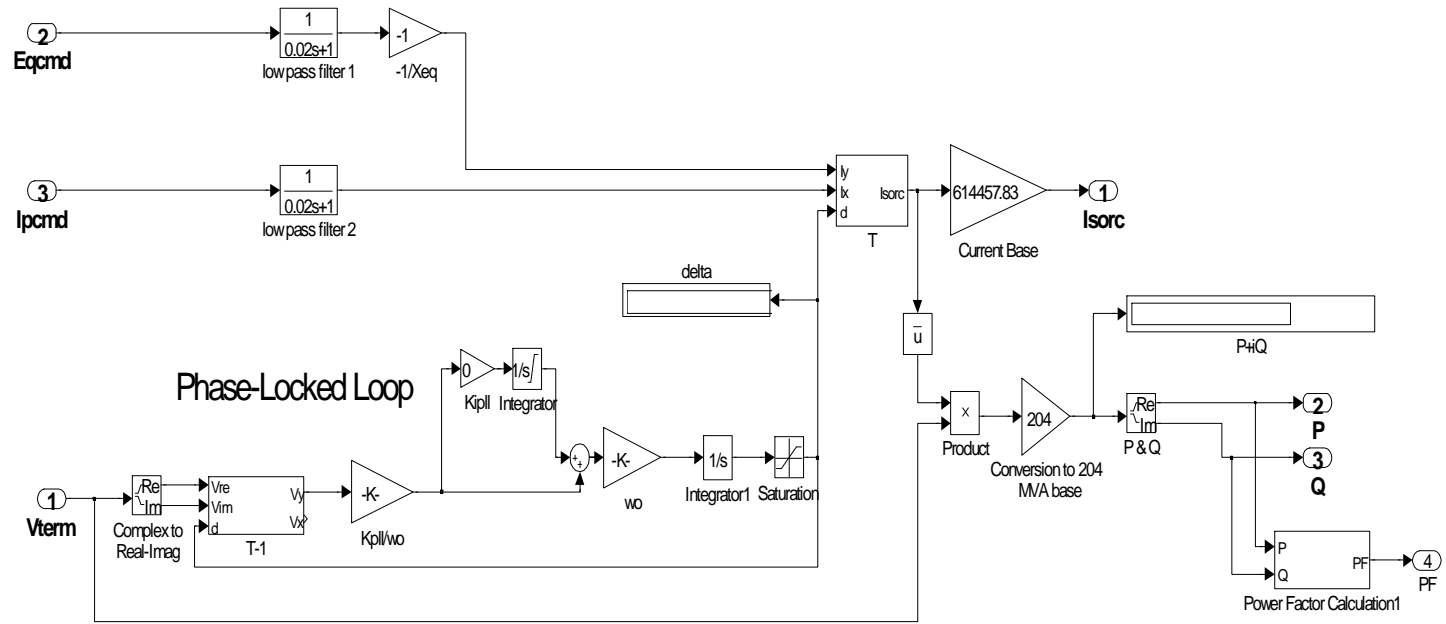 2
Eqcmd
1
0.02s+1
low pass filter 1
-1
-1/Xeq
3
Ipcmd
1
0.02s+1
low pass filter 2
Iy
Ix
d
Isorc
T
614457.83
Current Base
1
Isorc
delta
u
P+iQ
Phase-Locked Loop
0
Kipll
1/s
Integrator
x
Product
204
Conversion to 204
MVA base
Re
Im
P & Q
2
P
3
Q
1
Vterm
Re
Im
Complex to
Real-Imag
Vre
Vim
d
Vy
Vx
T-1
-K-
Kpll/wo
+
+
-K-
wo
1/s
Integrator1
Saturation
P
Q
PF
Power Factor Calculation1
4
PF